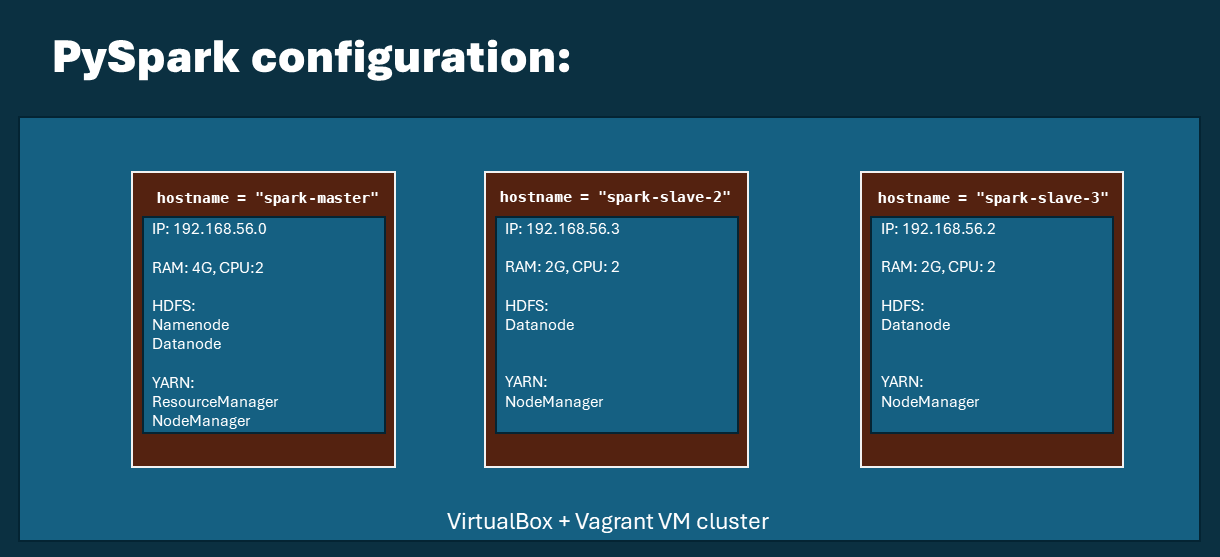 PySpark configuration:
hostname = "spark-master"
IP: 192.168.56.0
RAM: 4G, CPU:2
HDFS:
Namenode
Datanode
YARN:
ResourceManager
NodeManager
hostname = "spark-slave-2"
IP: 192.168.56.3
RAM: 2G, CPU: 2
HDFS:
Datanode
YARN:
NodeManager
hostname = "spark-slave-3"
IP: 192.168.56.2
RAM: 2G, CPU: 2
HDFS:
Datanode
YARN:
NodeManager
VirtualBox + Vagrant VM cluster